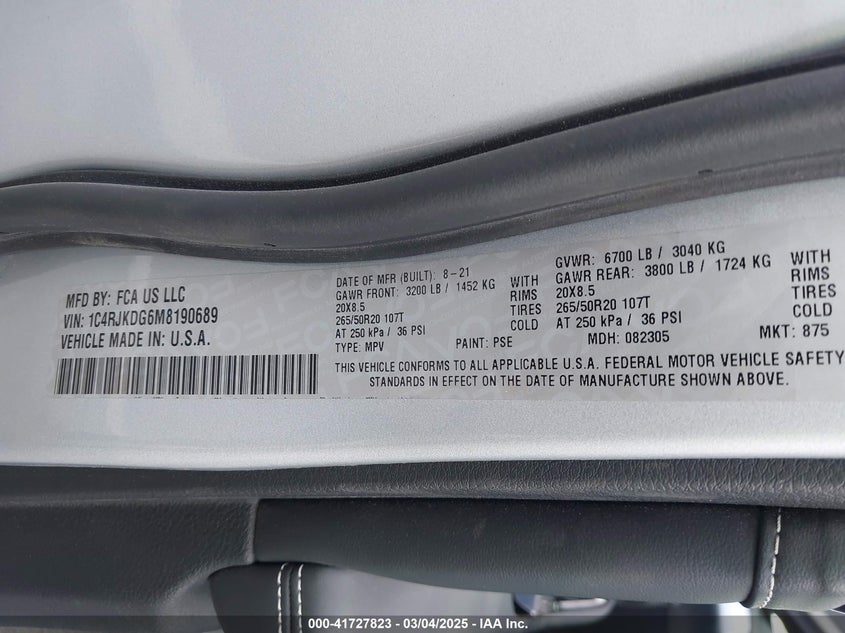 MFD BY: FCA US LLC
VIN: 1C4RJKDG6M8190689
VEHICLE MADE IN: U.S.A.
DATE OF MFR (BUILT): 8-21
GAWR FRONT: 3200 LB / 1452 KG WITH
20X8.5 RIMS
265/50R20 107T TIRES
AT 250 kPa / 36 PSI COLD
TYPE: MPV PAINT: PSE
GVWR: 6700 LB / 3040 KG
GAWR REAR: 3800 LB / 1724 KG WITH
20X8.5 RIMS
265/50R20 107T TIRES
AT 250 kPa / 36 PSI COLD
MDH: 082305 MKT: 875
THIS VEHICLE CONFORMS TO ALL APPLICABLE U.S.A. FEDERAL MOTOR VEHICLE SAFETY
STANDARDS IN EFFECT ON THE DATE OF MANUFACTURE SHOWN ABOVE.
000-41727823 - 03/04/2025 - IAA Inc.